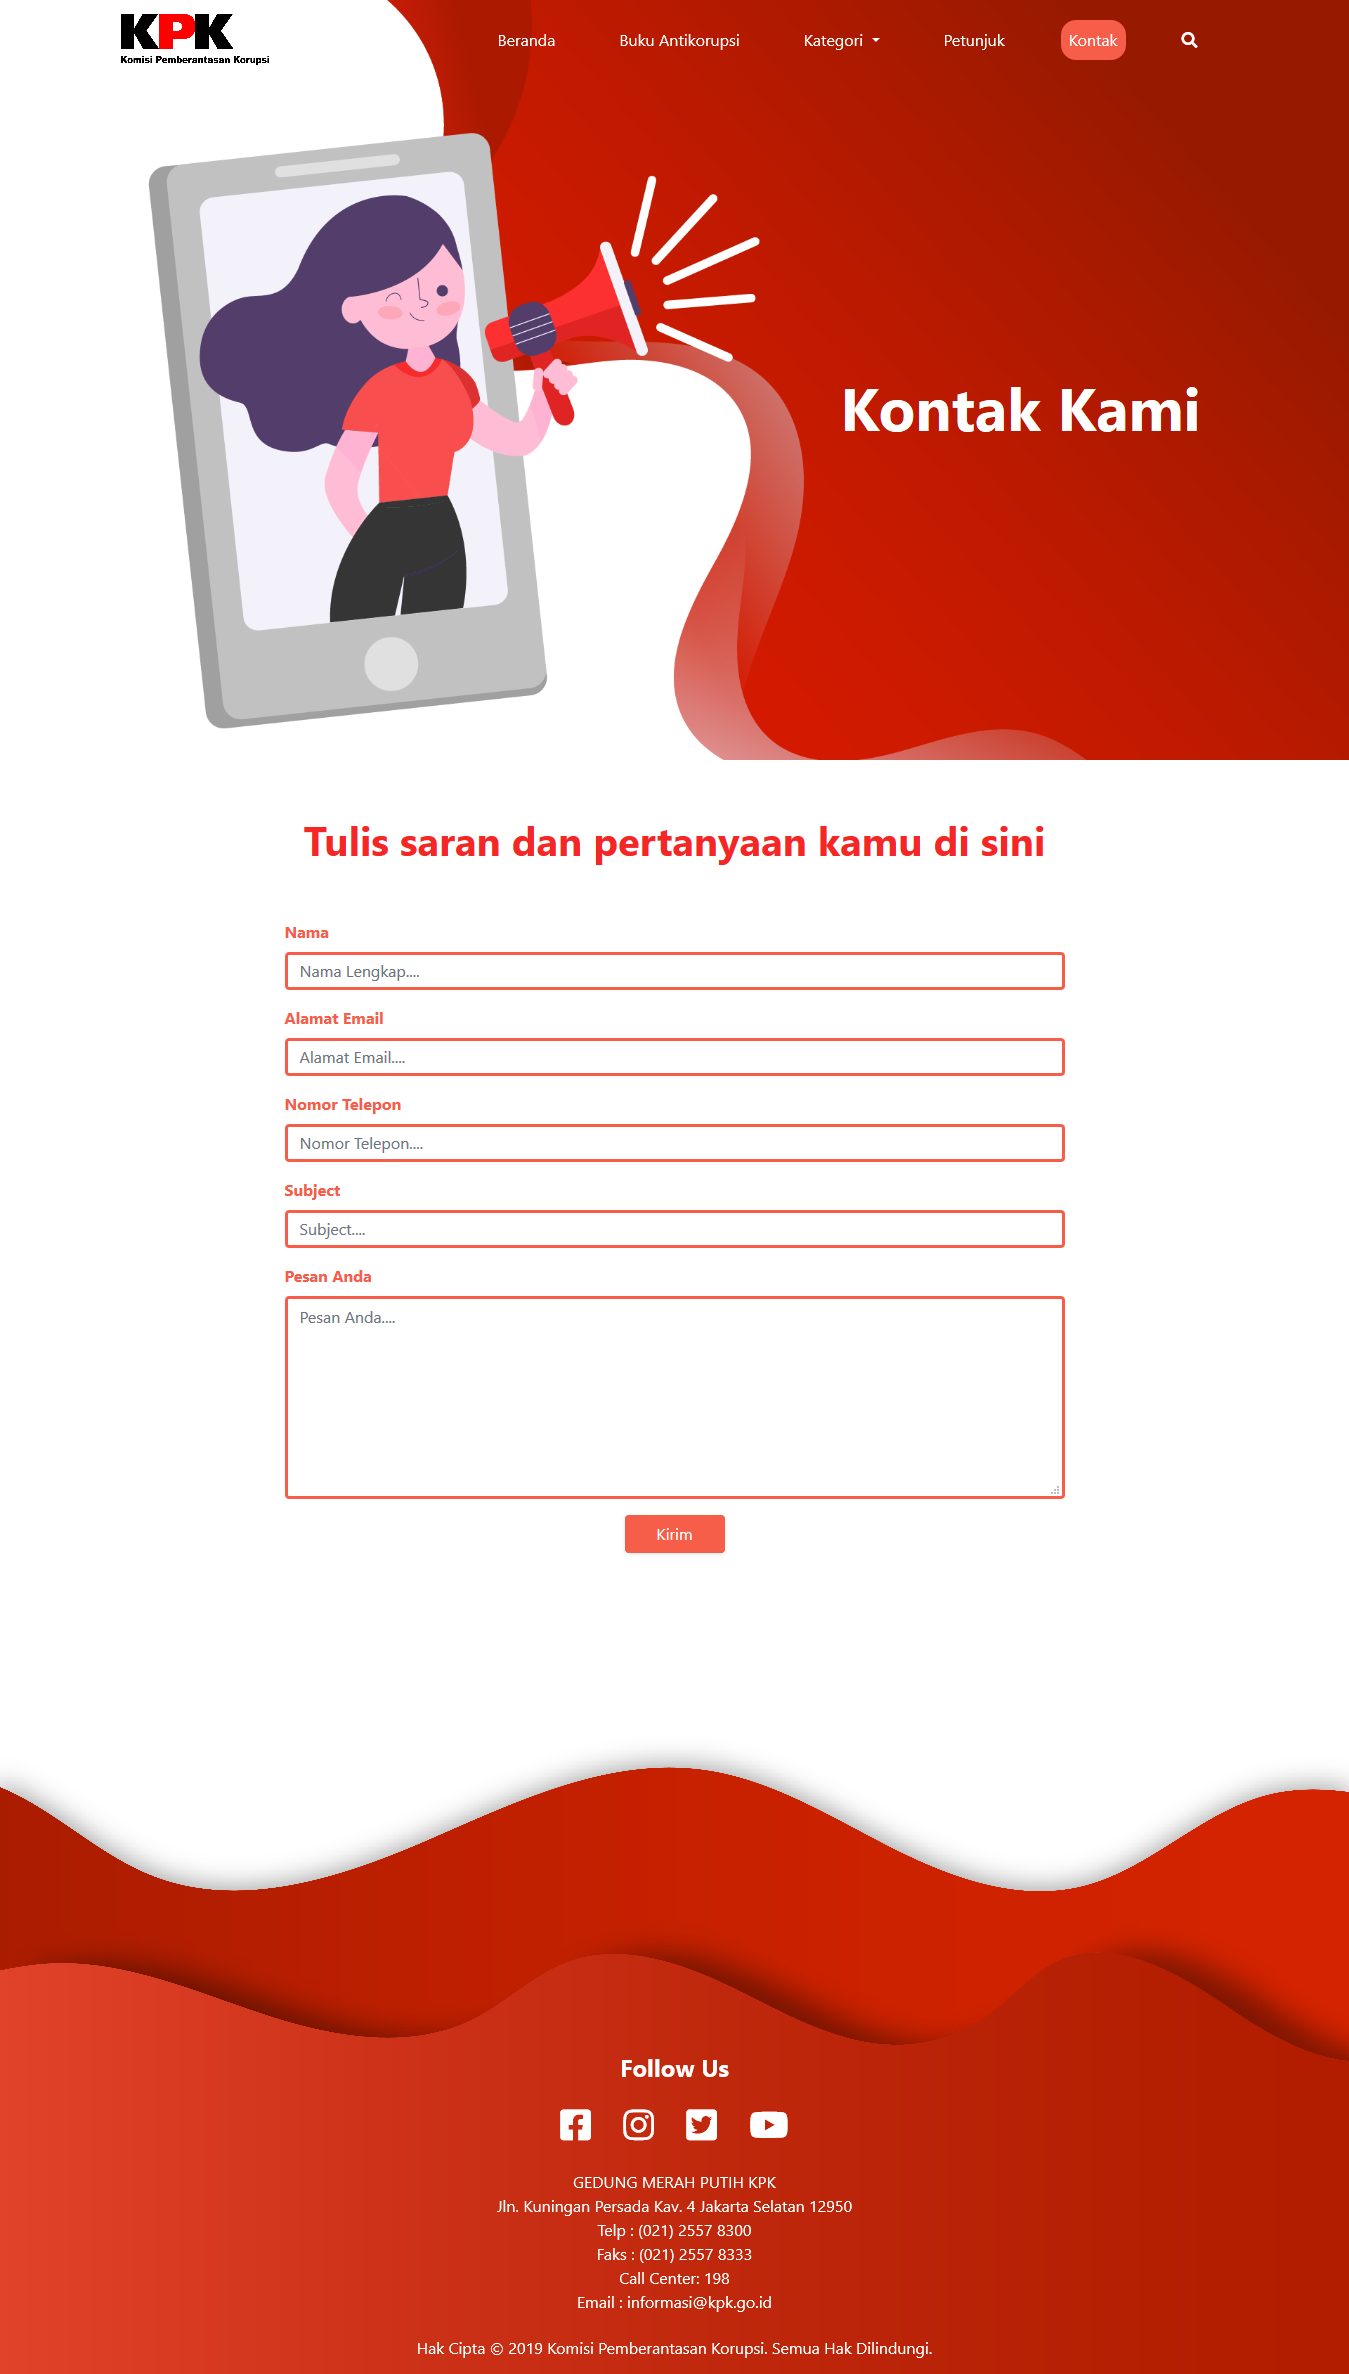 KPK
Komisi Pemberantasan Korupsi
Beranda
Buku Antikorupsi
Kategori
Petunjuk
Kontak
Kontak Kami
Tulis saran dan pertanyaan kamu di sini
Nama
Nama Lengkap....
Alamat Email
Alamat Email....
Nomor Telepon
Nomor Telepon....
Subject
Subject....
Pesan Anda
Pesan Anda....
Kirim
Follow Us
GEDUNG MERAH PUTIH KPK
Jln. Kuningan Persada Kav. 4 Jakarta Selatan 12950
Telp : (021) 2557 8300
Faks : (021) 2557 8333
Call Center: 198
Email : informasi@kpk.go.id
Hak Cipta © 2019 Komisi Pemberantasan Korupsi. Semua Hak Dilindungi.